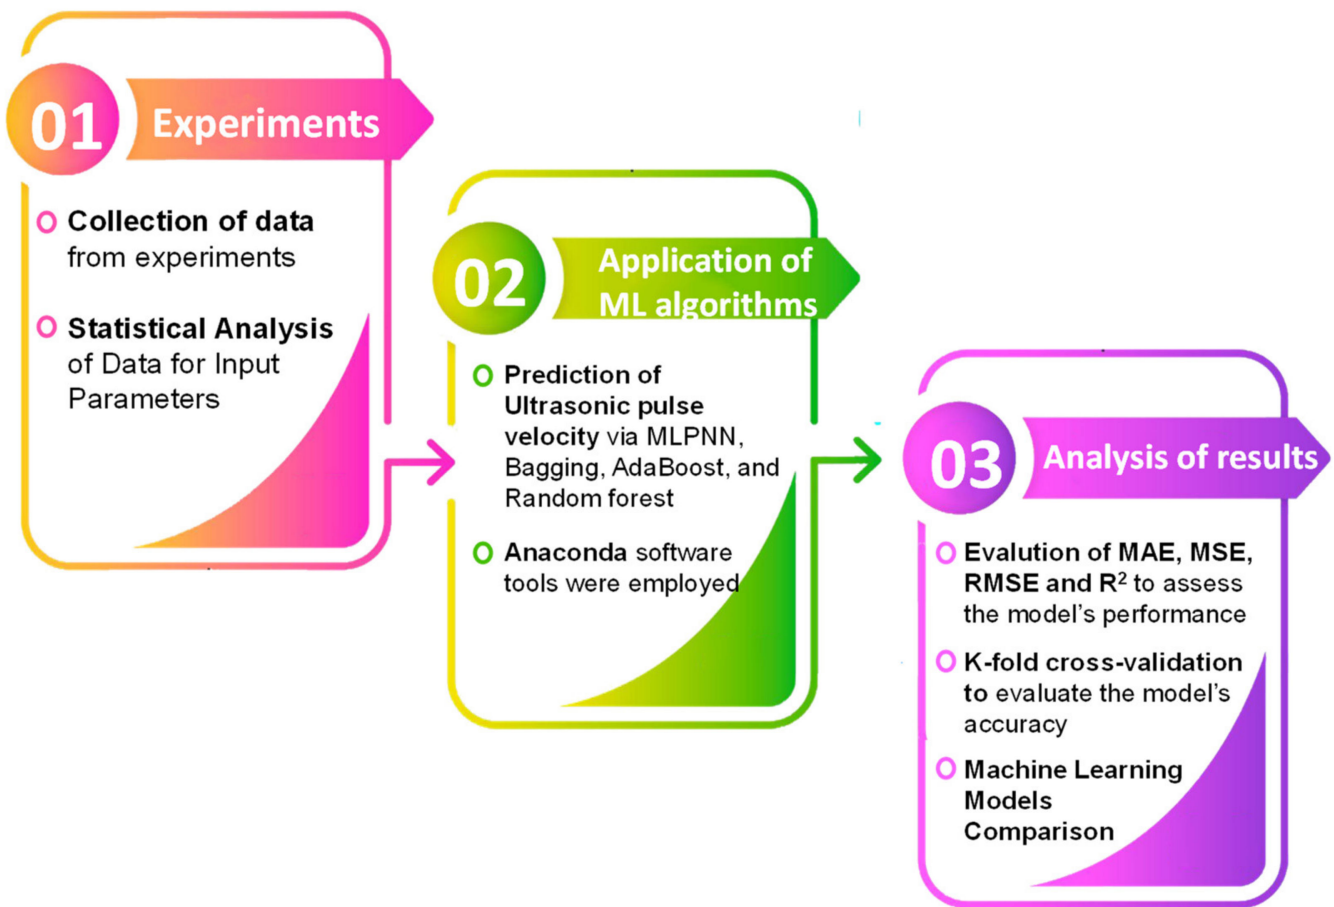 01
Experiments
Collection of data
from experiments
Statistical Analysis
of Data for Input
Parameters
02
Application of
ML algorithms
Prediction of
Ultrasonic pulse
velocity via MLPNN,
Bagging, AdaBoost, and
Random forest
Anaconda software
tools were employed
03
Analysis of results
Evalution of MAE, MSE,
RMSE and R² to assess
the model's performance
K-fold cross-validation
to evaluate the model's
accuracy
Machine Learning
Models
Comparison